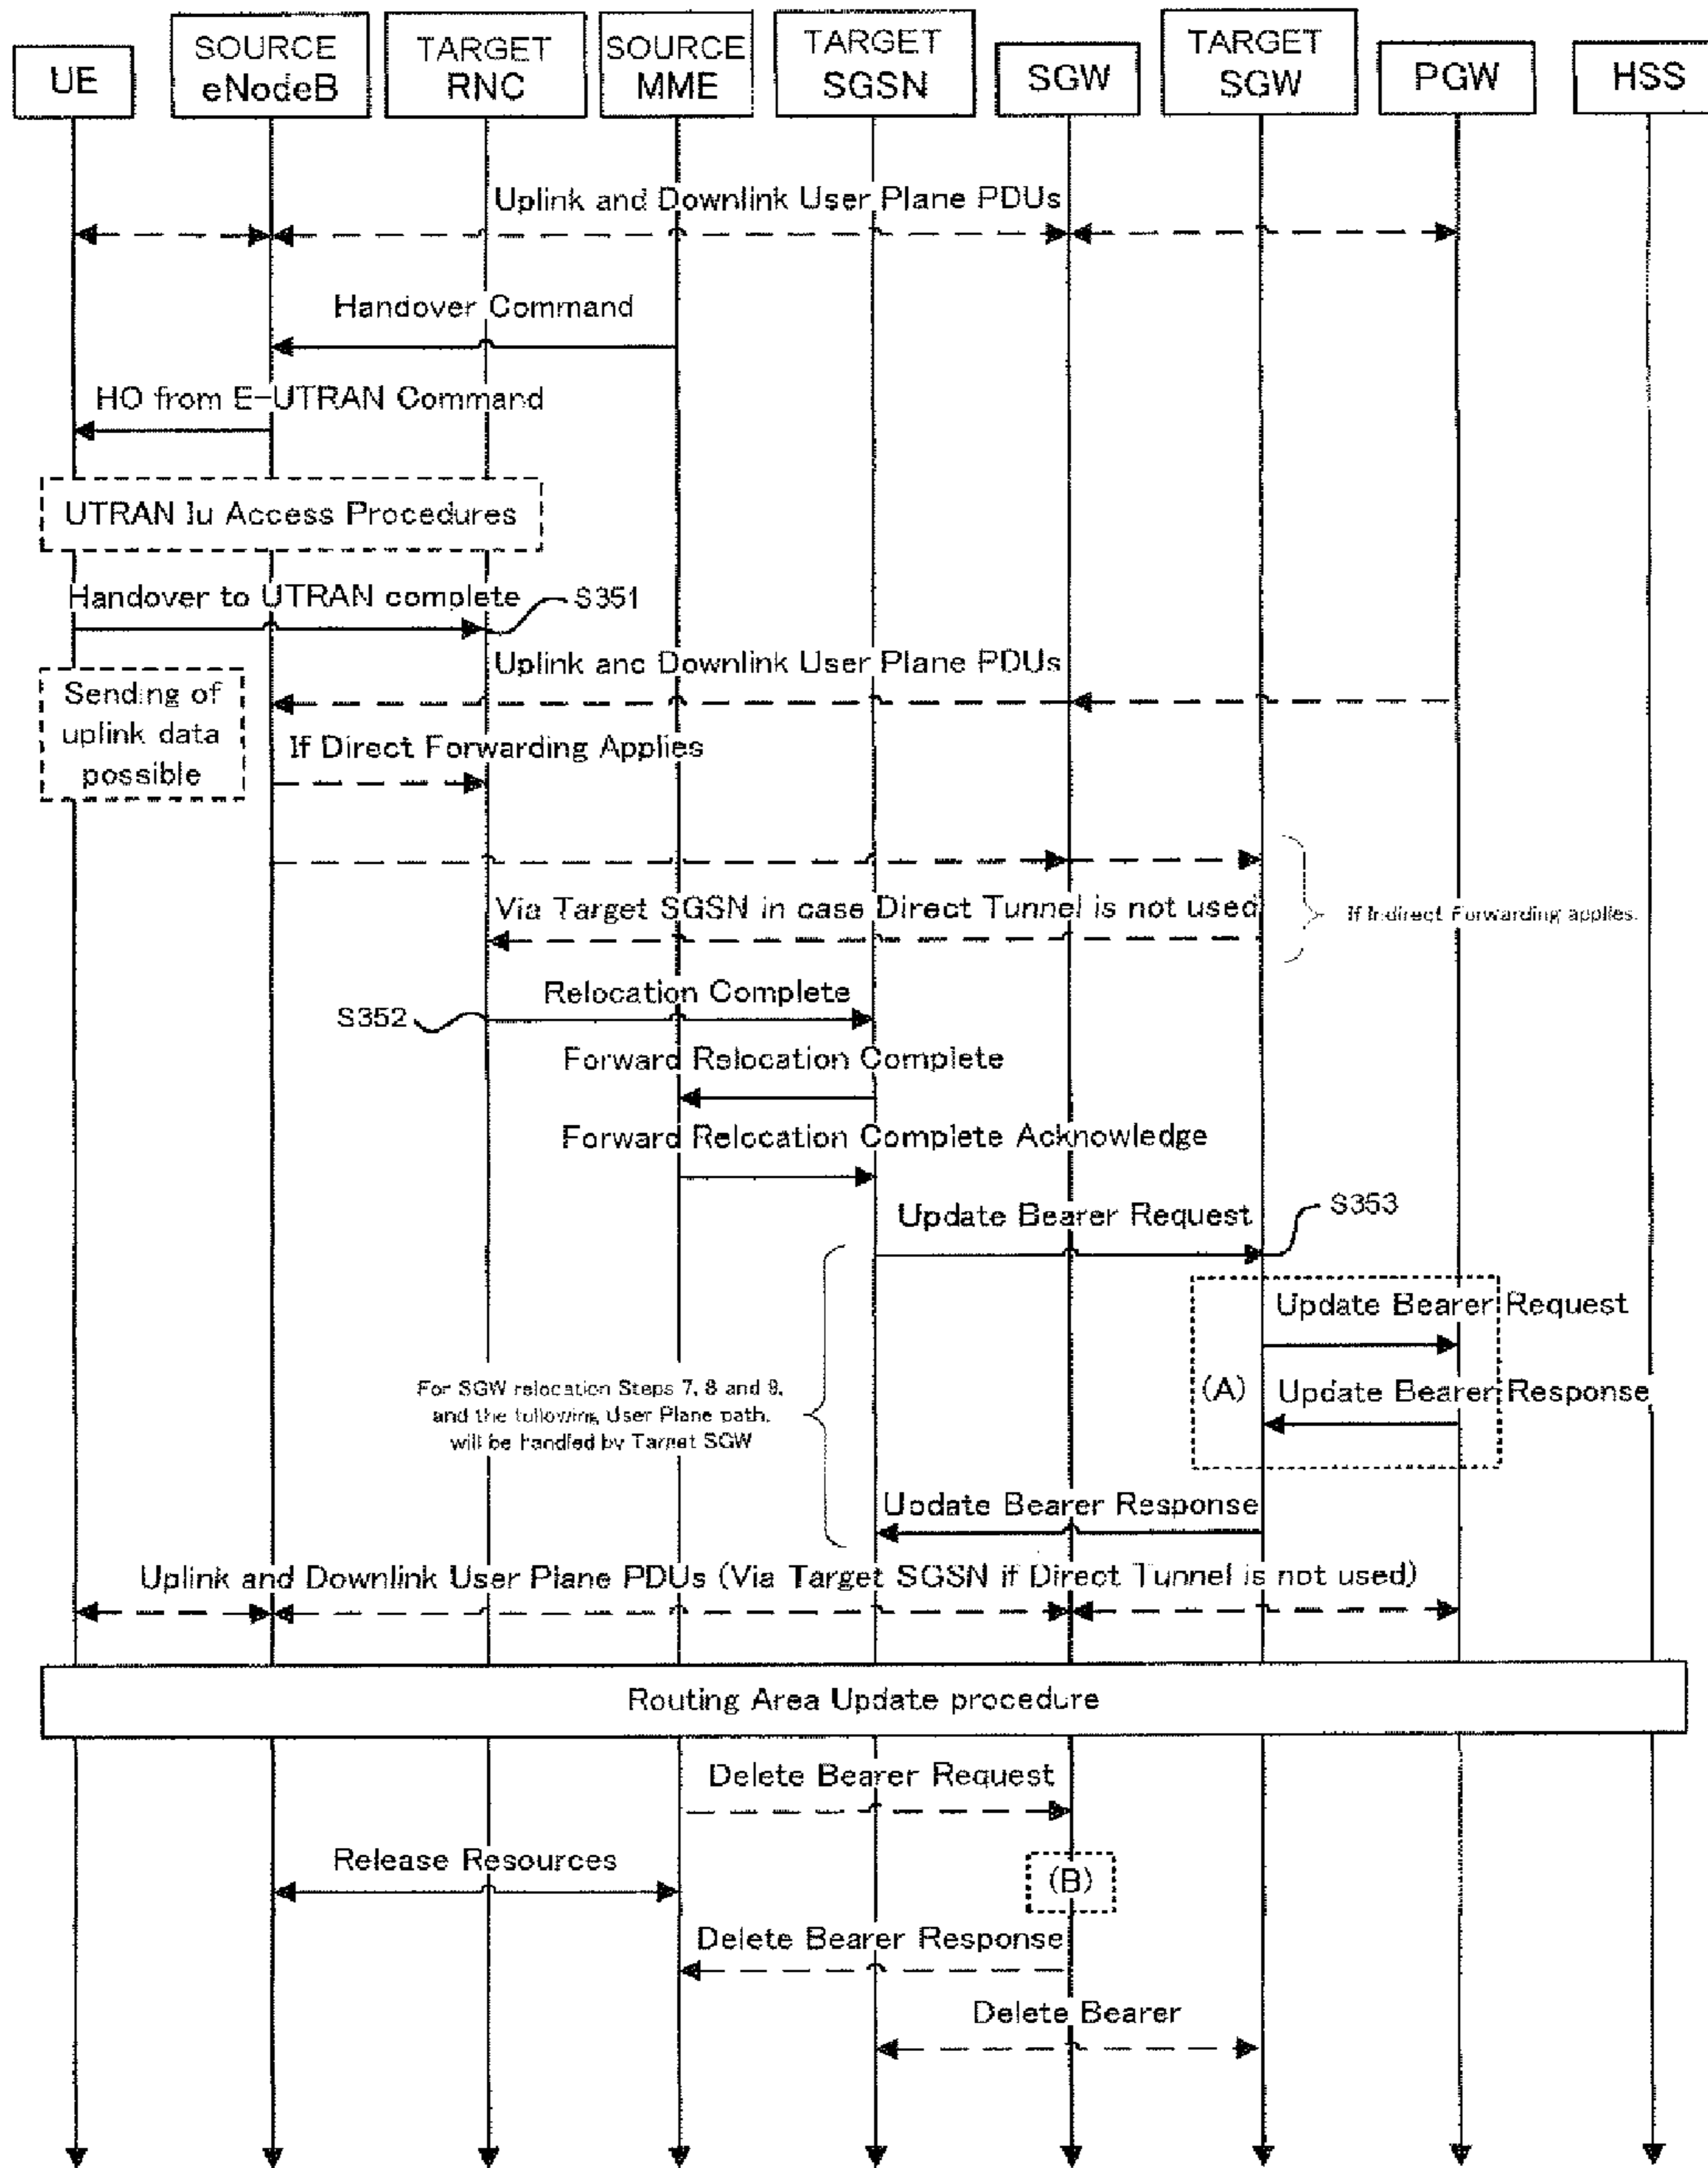 UE
SOURCE
eNodeB
TARGET
RNC
SOURCE
MME
TARGET
SGSN
SGW
TARGET
SGW
PGW
HSS
Uplink and Downlink User Plane PDUs
Handover Command
HO from E-UTRAN Command
UTRAN Iu Access Procedures
Handover to UTRAN complete
S351
Uplink and Downlink User Plane PDUs
Sending of
uplink data
possible
If Direct Forwarding Applies
Via Target SGSN in case Direct Tunnel is not used
If Indirect Forwarding applies.
Relocation Complete
S352
Forward Relocation Complete
Forward Relocation Complete Acknowledge
Update Bearer Request
S353
Update Bearer Request
(A)
Update Bearer Response
For SGW relocation Steps 7, 8 and 9,
and the following User Plane path,
will be handled by Target SGW
Update Bearer Response
Uplink and Downlink User Plane PDUs (Via Target SGSN if Direct Tunnel is not used)
Routing Area Update procedure
Delete Bearer Request
Release Resources
(B)
Delete Bearer Response
Delete Bearer